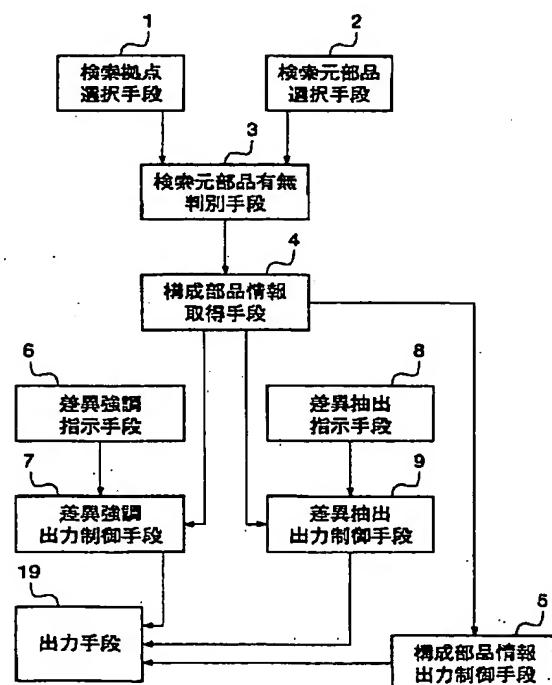 1
2
検索拠点
選択手段
検索元部品
選択手段
3
検索元部品有無
判別手段
4
構成部品情報
取得手段
6
8
差異強調
指示手段
差異抽出
指示手段
7
9
差異強調
出力制御手段
差異抽出
出力制御手段
19
5
出力手段
構成部品情報
出力制御手段